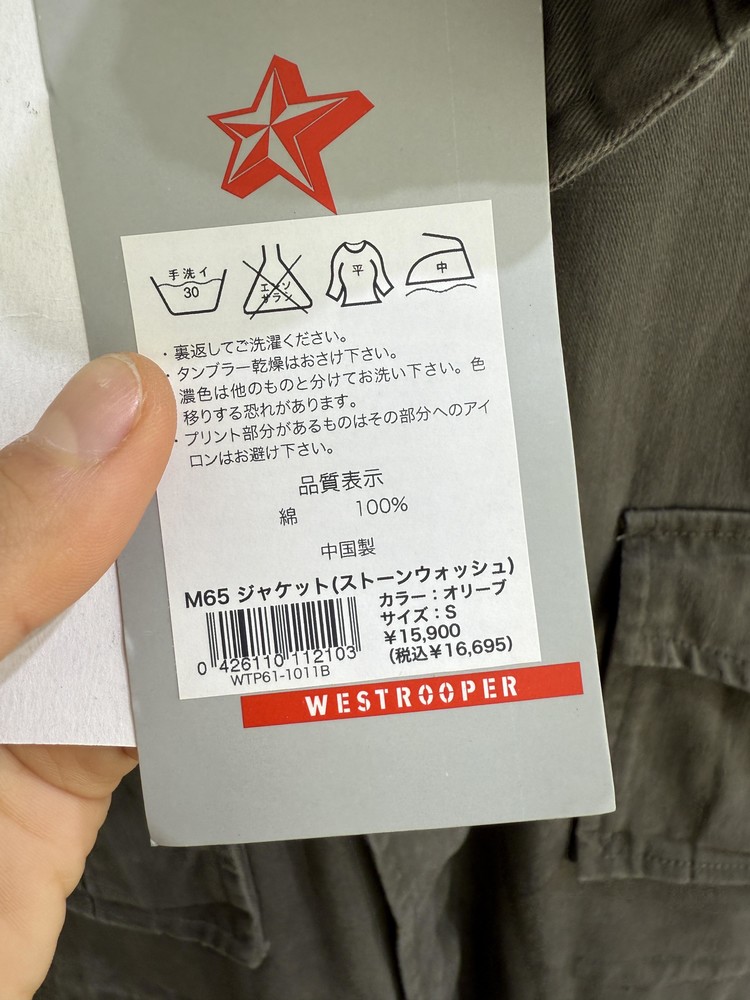 手洗イ
30
エンソ
サラシ
平
中
・裏返してご洗濯ください。
・タンブラー乾燥はおさけ下さい。
濃色は他のものと分けてお洗い下さい。色
移りする恐れがあります。
・プリント部分があるものはその部分へのアイ
ロンはお避け下さい。
品質表示
綿 100%
中国製
M65 ジャケット(ストーンウォッシュ)
カラー：オリーブ
サイズ：S
¥15,900
(税込¥16,695)
0 426110 112103
WTP61-1011B
WESTROOPER